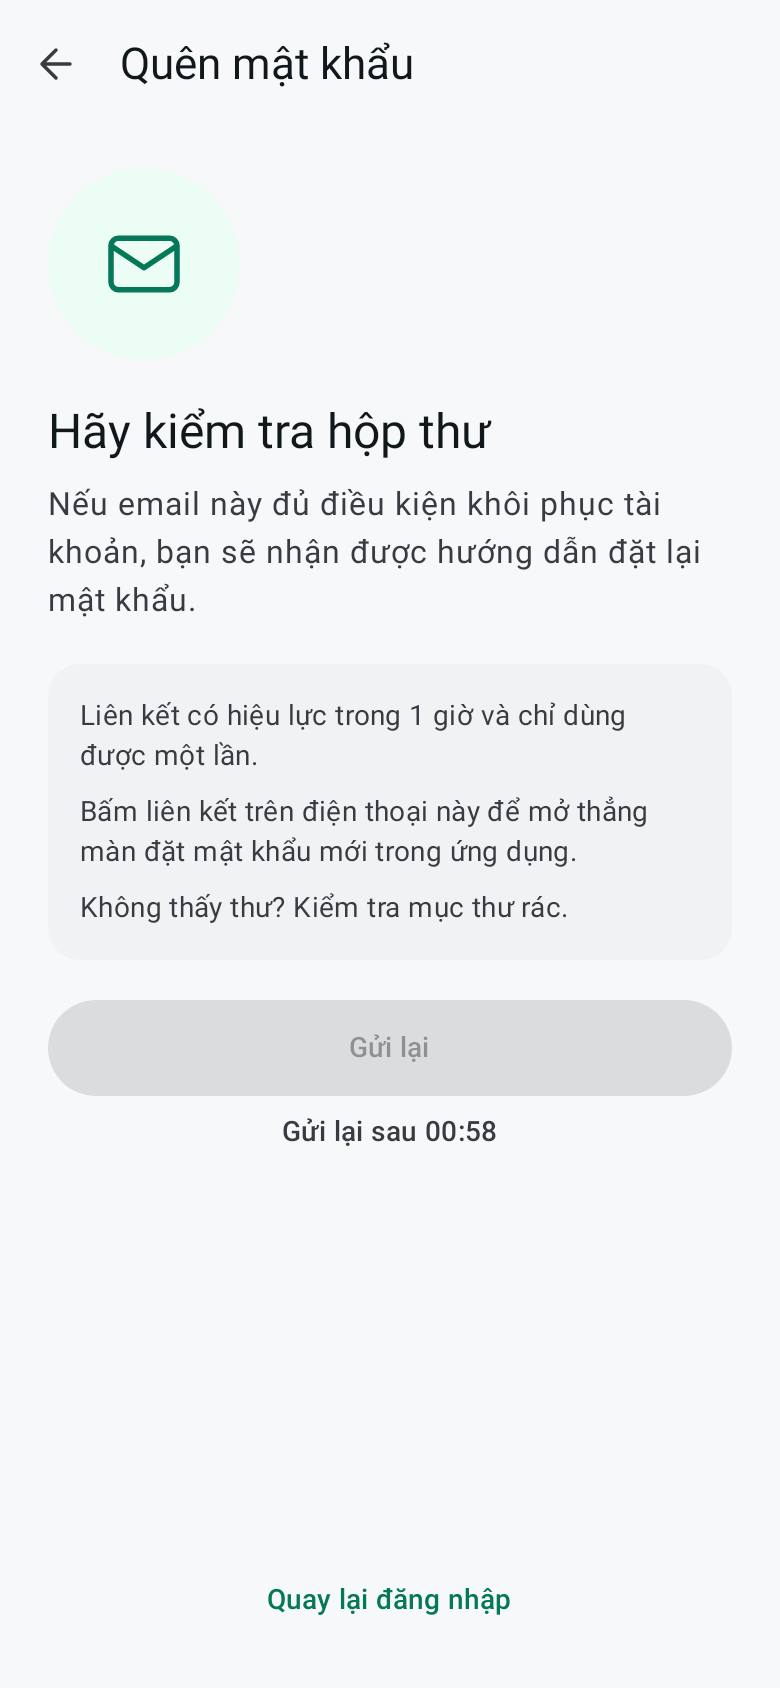 Quên mật khẩu
Hãy kiểm tra hộp thư
Nếu email này đủ điều kiện khôi phục tài
khoản, bạn sẽ nhận được hướng dẫn đặt lại
mật khẩu.
Liên kết có hiệu lực trong 1 giờ và chỉ dùng
được một lần.
Bấm liên kết trên điện thoại này để mở thẳng
màn đặt mật khẩu mới trong ứng dụng.
Không thấy thư? Kiểm tra mục thư rác.
Gửi lại
Gửi lại sau 00:58
Quay lại đăng nhập